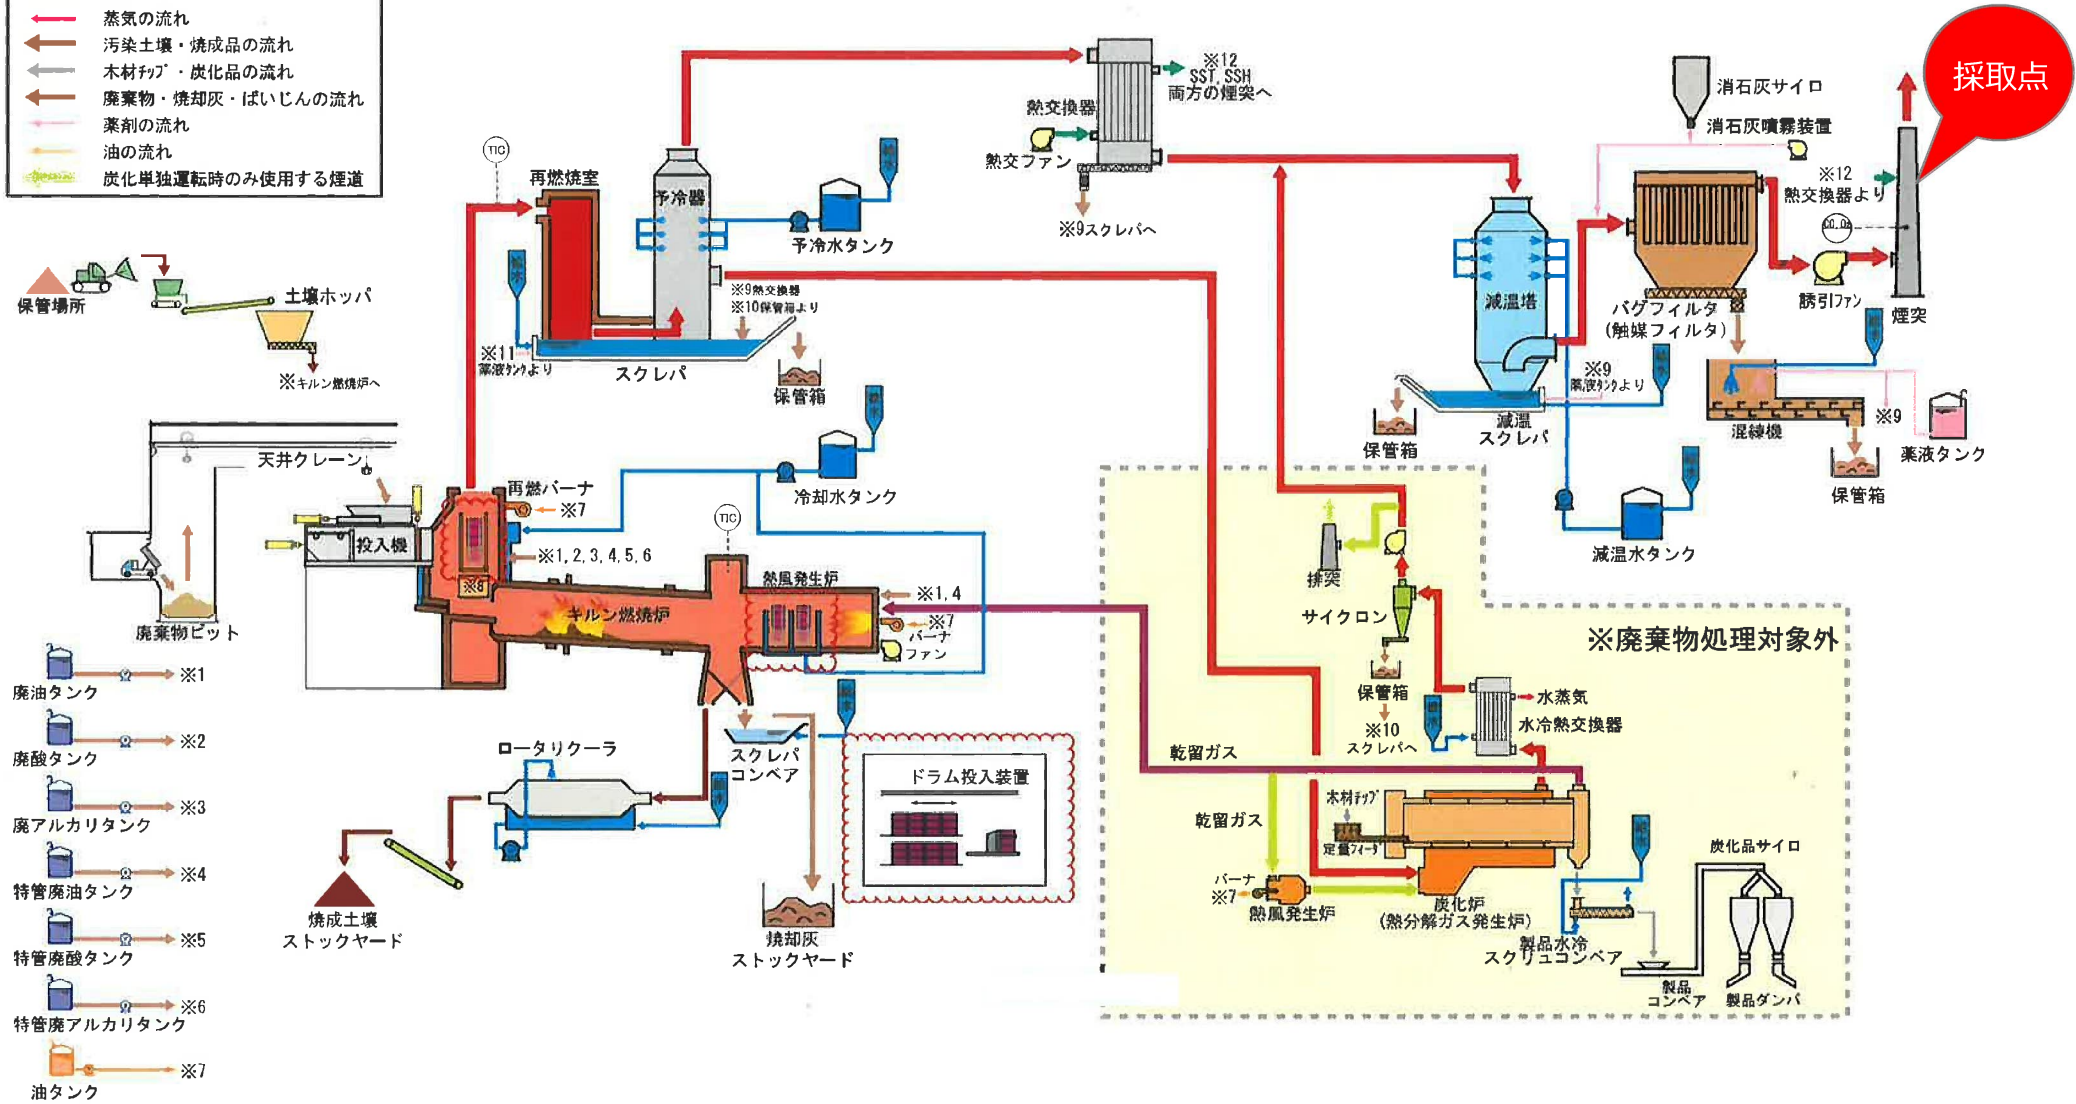 蒸気の流れ
汚染土壌・焼成品の流れ
木材ﾁｯﾌﾟ・炭化品の流れ
廃棄物・焼却灰・ばいじんの流れ
薬剤の流れ
油の流れ
炭化単独運転時のみ使用する煙道
採取点
※12
SST,SSH
両方の煙突へ
熱交換器
熱交ファン
※9スクレパへ
消石灰サイロ
消石灰噴霧装置
※12
熱交換器より
TIC
再燃焼室
予冷器
予冷水タンク
※9熱交換器
※10保管箱より
※11
薬液ﾀﾝｸより
スクレパ
保管箱
減温塔
バグフィルタ
(触媒フィルタ)
誘引ﾌｧﾝ
煙突
※9
薬液ﾀﾝｸより
減温
スクレパ
保管箱
混練機
※9
薬液タンク
保管箱
減温水タンク
保管場所
土壌ホッパ
※キルン燃焼炉へ
天井クレーン
投入機
再燃バーナ
※7
冷却水タンク
TIC
※1,2,3,4,5,6
※8
キルン燃焼炉
熱風発生炉
※1,4
※7
バーナ
ファン
廃棄物ピット
廃油タンク
※1
廃酸タンク
※2
廃アルカリタンク
※3
特管廃油タンク
※4
特管廃酸タンク
※5
特管廃アルカリタンク
※6
油タンク
※7
ロータリクーラ
スクレパ
コンベア
ドラム投入装置
焼成土壌
ストックヤード
焼却灰
ストックヤード
※廃棄物処理対象外
排突
サイクロン
保管箱
※10
スクレパへ
水蒸気
水冷熱交換器
乾留ガス
乾留ガス
木材ﾁｯﾌﾟ
定量ﾌｨｰﾀﾞ
バーナ
※7
熱風発生炉
炭化炉
(熱分解ガス発生炉)
製品水冷
スクリュコンベア
炭化品サイロ
製品
コンベア
製品ダンパ